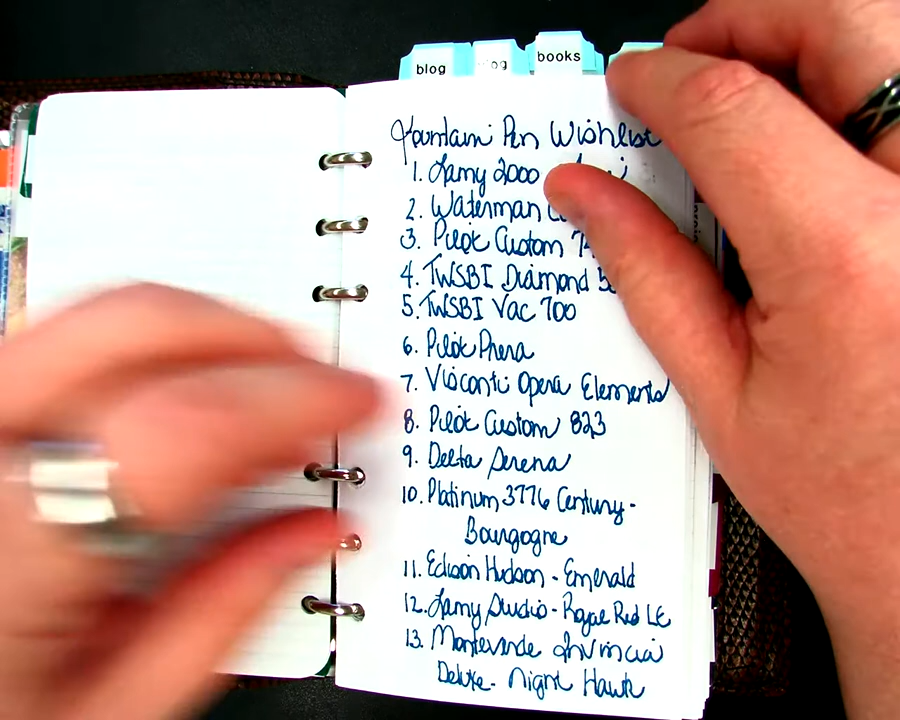 blog
books
Fountain Pen Wishlist
1. Lamy 2000
2. Waterman
3. Pilot Custom 74
4. TWSBI Diamond
5. TWSBI Vac 700
6. Pilot Prera
7. Visconti Opera Elements
8. Pilot Custom 823
9. Delta Serena
10. Platinum 3776 Century -
Bourgogne
11. Edison Hudson - Emerald
12. Lamy Studio - Royal Red LE
13. Monteverde Invincia
Deluxe - Night Hawk